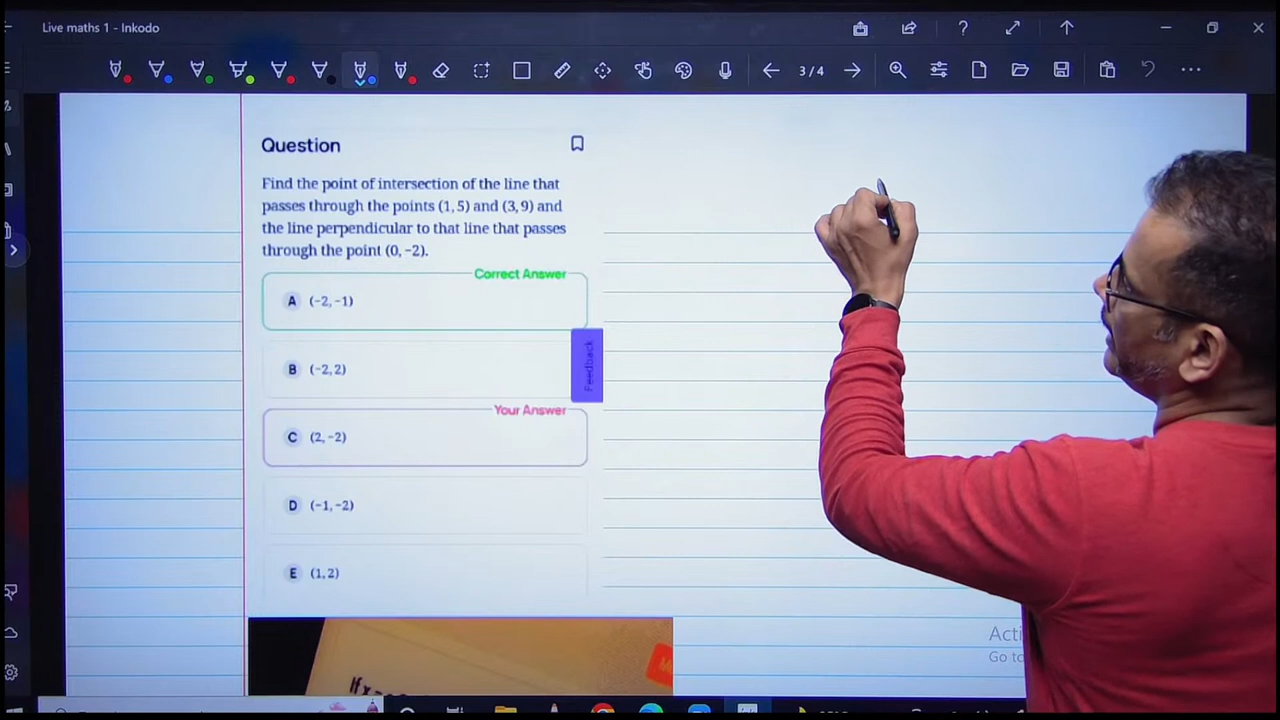 Live maths 1 - Inkodo
3 / 4
Question
Find the point of intersection of the line that
passes through the points (1, 5) and (3, 9) and
the line perpendicular to that line that passes
through the point (0, −2).
Correct Answer
A (−2, −1)
Feedback
B (−2, 2)
Your Answer
C (2, −2)
D (−1, −2)
E (1, 2)
Acti
Go to
If x